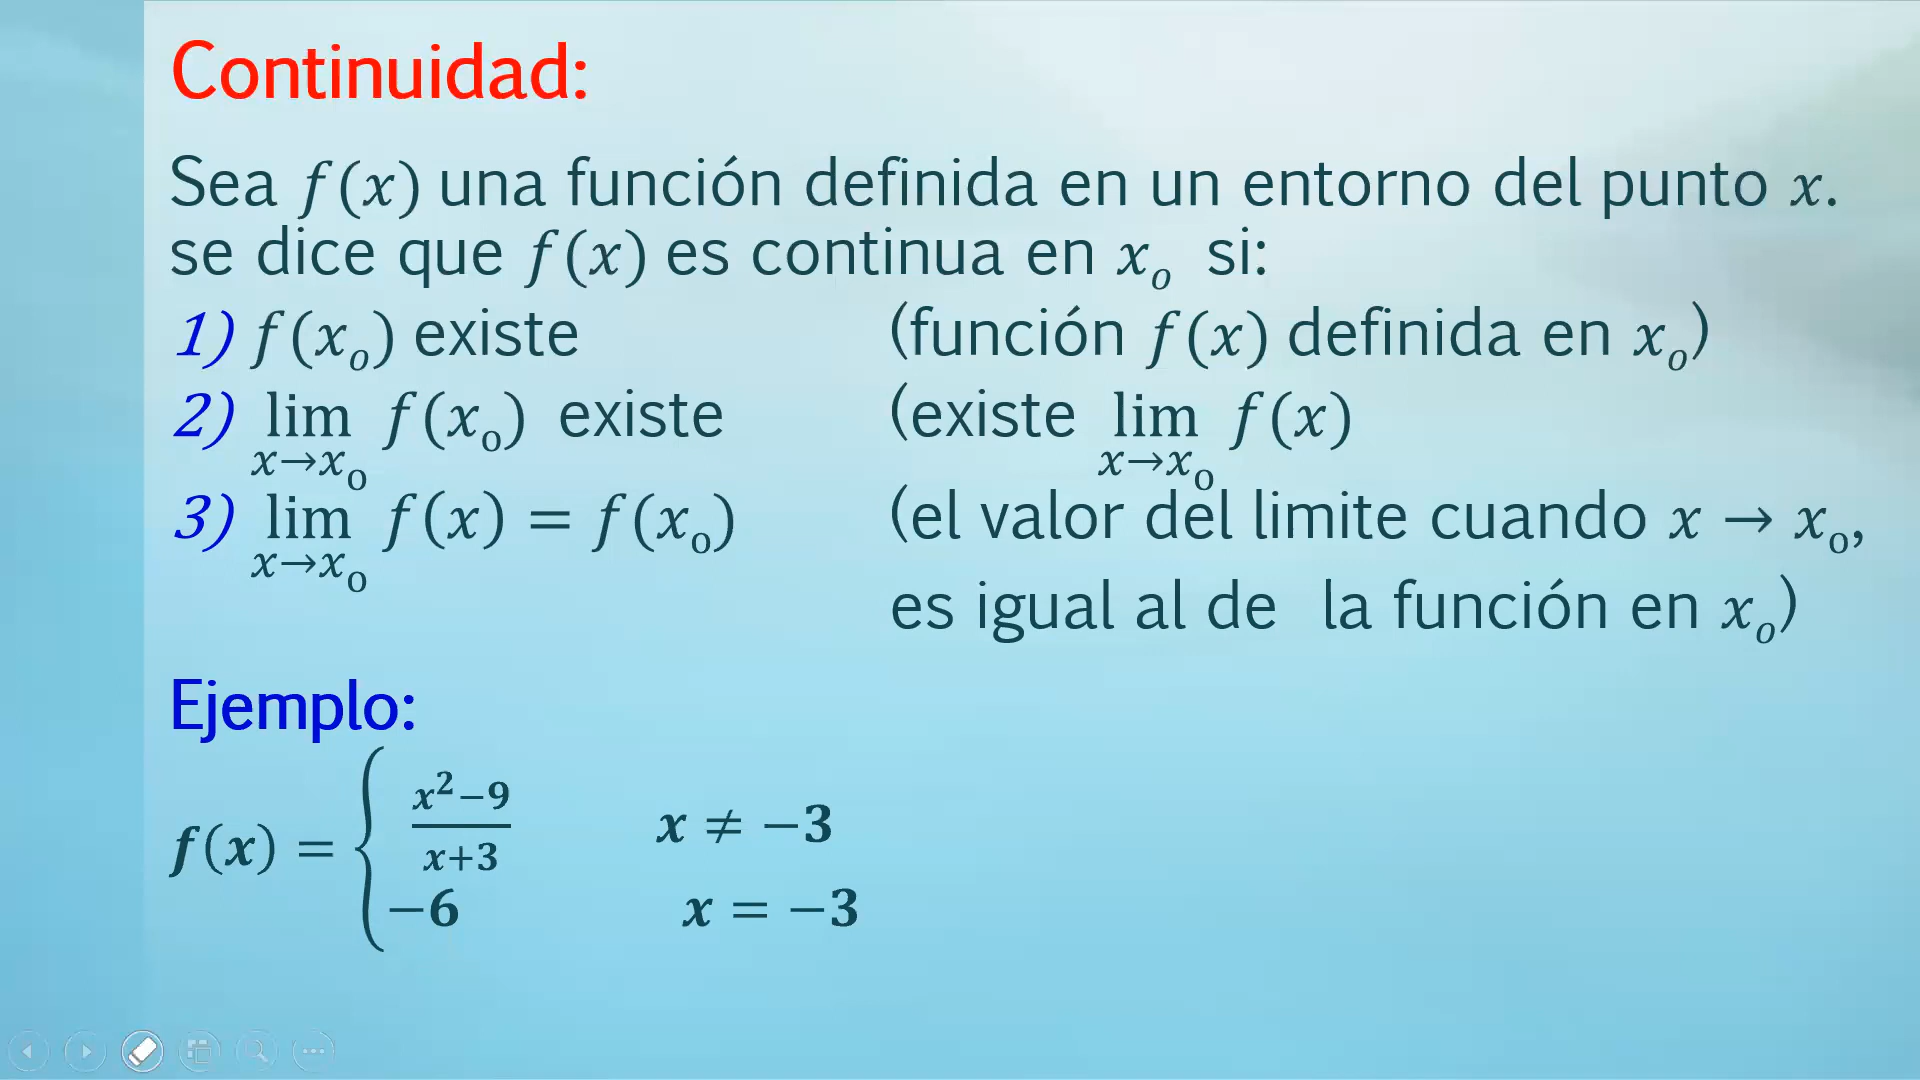 Continuidad:
Sea f(x) una función definida en un entorno del punto x.
se dice que f(x) es continua en xₒ si:
1) f(xₒ) existe (función f(x) definida en xₒ)
2) lim x→xₒ f(xₒ) existe (existe lim x→xₒ f(x)
3) lim x→xₒ f(x) = f(xₒ) (el valor del limite cuando x → xₒ,
es igual al de la función en xₒ)
Ejemplo:
f(x) = { (x²−9)/(x+3) x ≠ −3
−6 x = −3